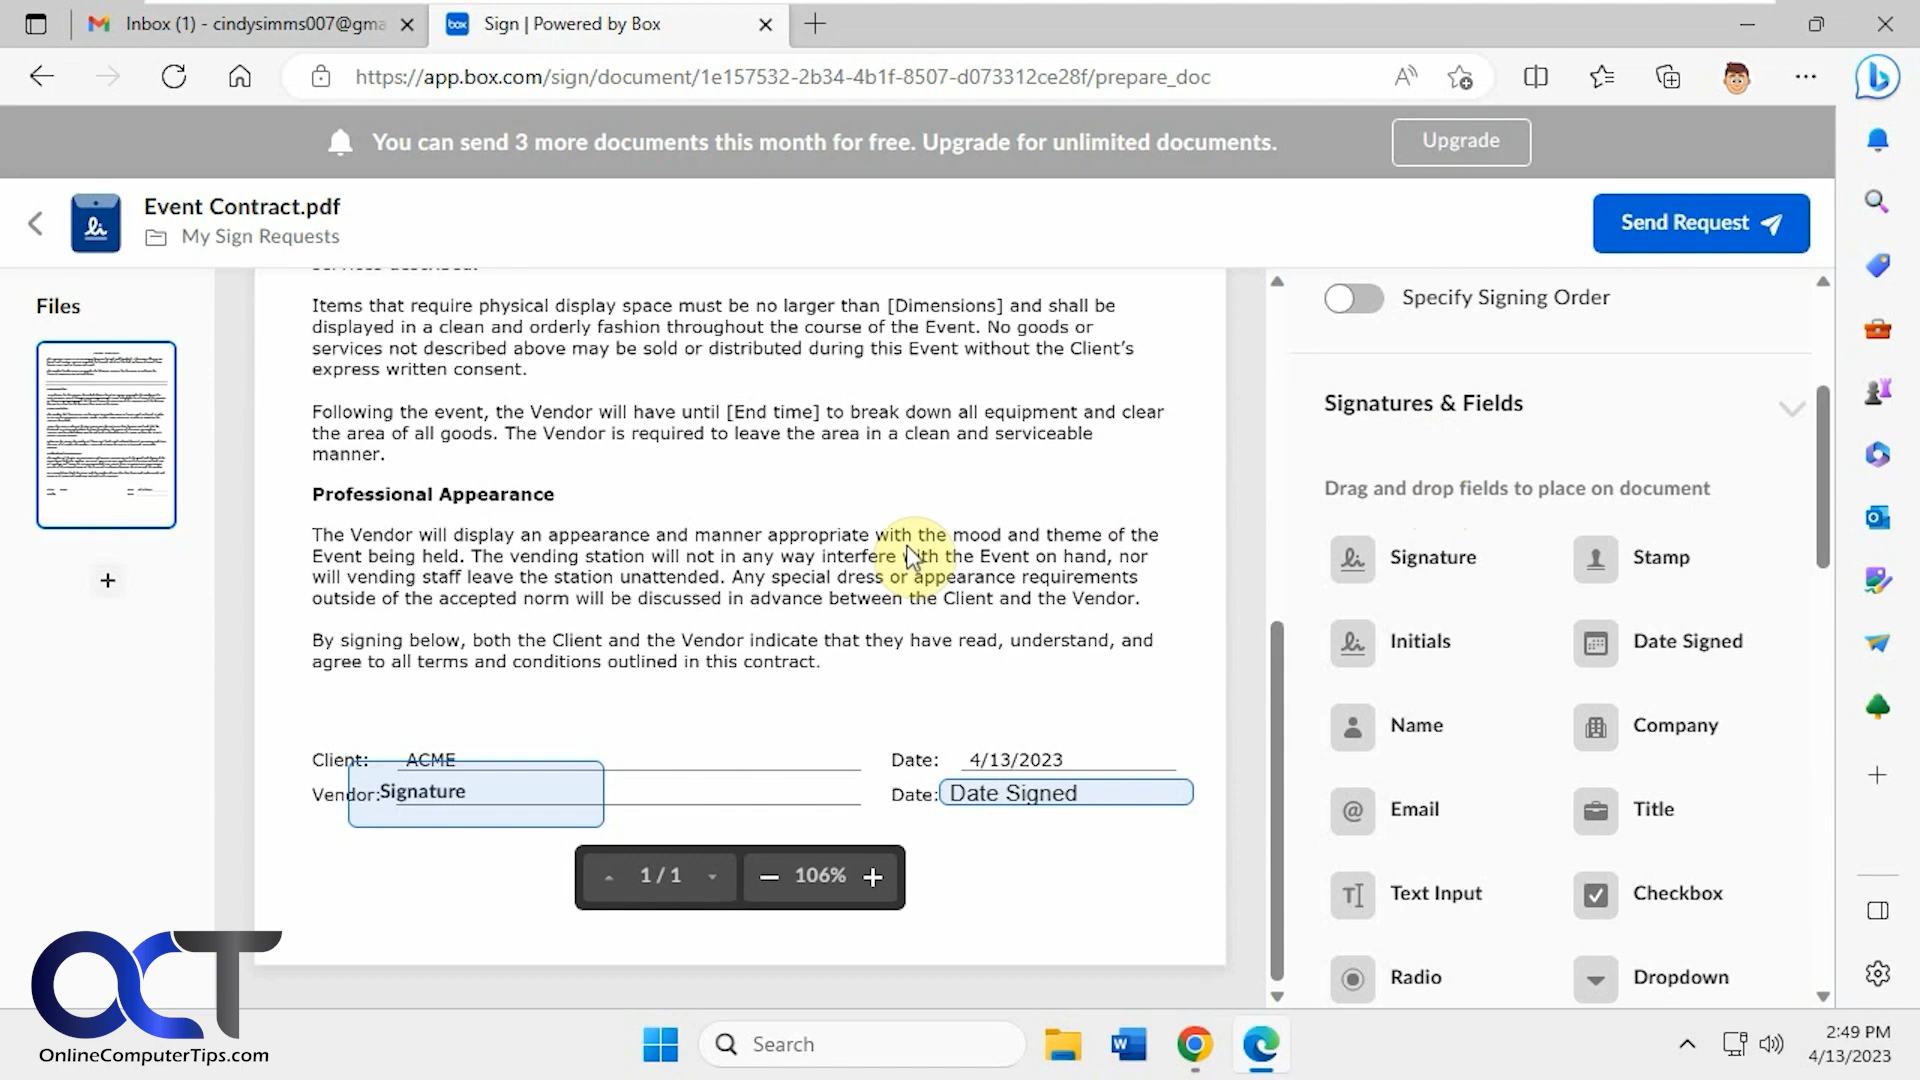 Inbox (1) - cindysimms007@gma
box
Sign | Powered by Box
https://app.box.com/sign/document/1e157532-2b34-4b1f-8507-d073312ce28f/prepare_doc
You can send 3 more documents this month for free. Upgrade for unlimited documents.
Upgrade
Event Contract.pdf
My Sign Requests
Send Request
Files
services described.
Items that require physical display space must be no larger than [Dimensions] and shall be
displayed in a clean and orderly fashion throughout the course of the Event. No goods or
services not described above may be sold or distributed during this Event without the Client's
express written consent.
Following the event, the Vendor will have until [End time] to break down all equipment and clear
the area of all goods. The Vendor is required to leave the area in a clean and serviceable
manner.
Professional Appearance
The Vendor will display an appearance and manner appropriate with the mood and theme of the
Event being held. The vending station will not in any way interfere with the Event on hand, nor
will vending staff leave the station unattended. Any special dress or appearance requirements
outside of the accepted norm will be discussed in advance between the Client and the Vendor.
By signing below, both the Client and the Vendor indicate that they have read, understand, and
agree to all terms and conditions outlined in this contract.
Client: ACME Date: 4/13/2023
Vendor: Signature Date: Date Signed
1 / 1 106%
Specify Signing Order
Signatures & Fields
Drag and drop fields to place on document
Signature Stamp
Initials Date Signed
Name Company
Email Title
Text Input Checkbox
Radio Dropdown
OCT
OnlineComputerTips.com
Search
2:49 PM
4/13/2023